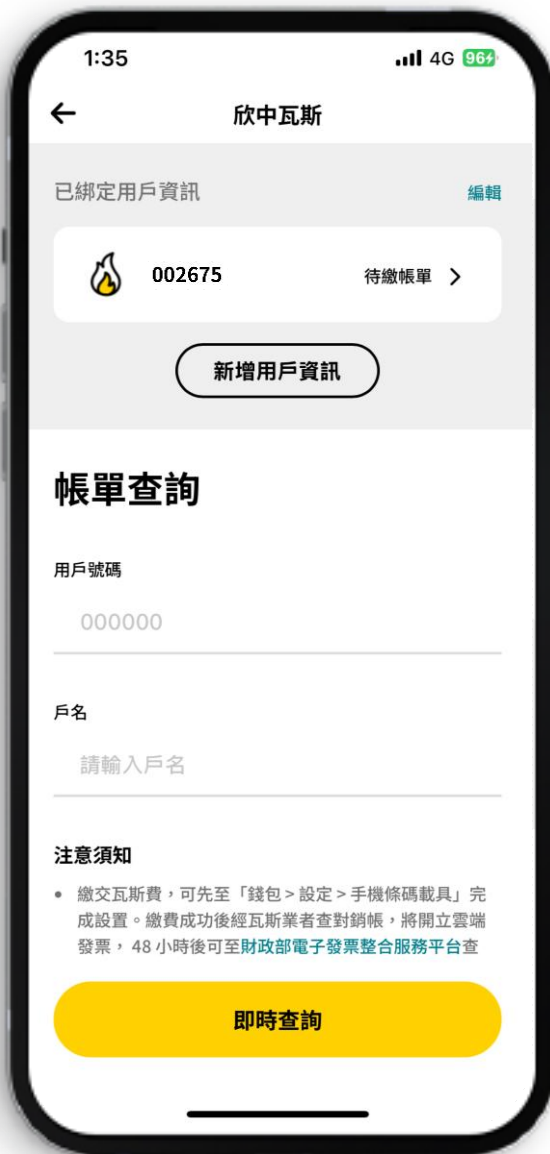 1:35 4G 96
欣中瓦斯
已綁定用戶資訊 編輯
002675 待繳帳單
新增用戶資訊
帳單查詢
用戶號碼
000000
戶名
請輸入戶名
注意須知
• 繳交瓦斯費，可先至「錢包 > 設定 > 手機條碼載具」完
成設置。繳費成功後經瓦斯業者查對銷帳，將開立雲端
發票， 48 小時後可至財政部電子發票整合服務平台查
即時查詢